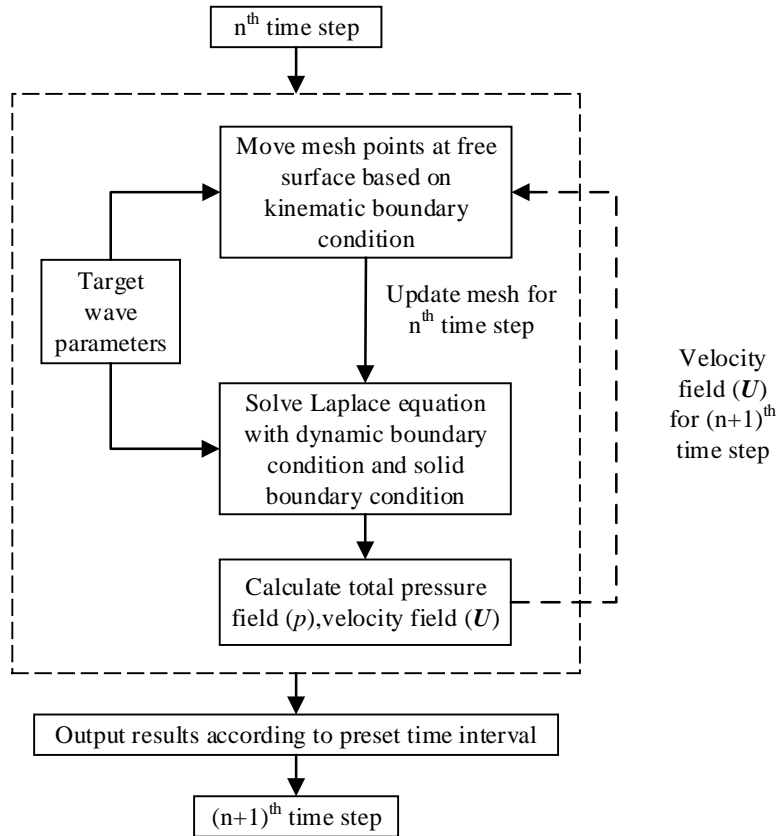 nth time step
Move mesh points at free
surface based on
kinematic boundary
condition
Target
wave
parameters
Update mesh for
nth time step
Velocity
field (U)
for (n+1)th
time step
Solve Laplace equation
with dynamic boundary
condition and solid
boundary condition
Calculate total pressure
field (p),velocity field (U)
Output results according to preset time interval
(n+1)th time step